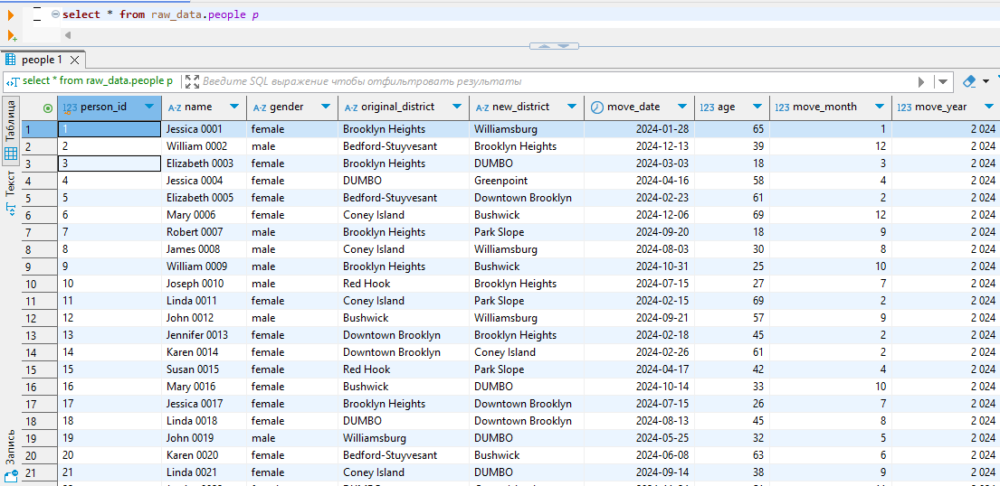 select * from raw_data.people p
people 1
select * from raw_data.people p Введите SQL выражение чтобы отфильтровать результаты
Таблица
Текст
Запись
123 person_id A-Z name A-Z gender A-Z original_district A-Z new_district move_date 123 age 123 move_month 123 move_year
1 1 Jessica 0001 female Brooklyn Heights Williamsburg 2024-01-28 65 1 2 024
2 2 William 0002 male Bedford-Stuyvesant Brooklyn Heights 2024-12-13 39 12 2 024
3 3 Elizabeth 0003 female Brooklyn Heights DUMBO 2024-03-03 18 3 2 024
4 4 Jessica 0004 female DUMBO Greenpoint 2024-04-16 58 4 2 024
5 5 Elizabeth 0005 female Bedford-Stuyvesant Downtown Brooklyn 2024-02-23 61 2 2 024
6 6 Mary 0006 female Coney Island Bushwick 2024-12-06 69 12 2 024
7 7 Robert 0007 male Brooklyn Heights Park Slope 2024-09-20 18 9 2 024
8 8 James 0008 male Coney Island Williamsburg 2024-08-03 30 8 2 024
9 9 William 0009 male Brooklyn Heights Bushwick 2024-10-31 25 10 2 024
10 10 Joseph 0010 male Red Hook Brooklyn Heights 2024-07-15 27 7 2 024
11 11 Linda 0011 female Coney Island Park Slope 2024-02-15 69 2 2 024
12 12 John 0012 male Bushwick Williamsburg 2024-09-21 57 9 2 024
13 13 Jennifer 0013 female Downtown Brooklyn Brooklyn Heights 2024-02-18 45 2 2 024
14 14 Karen 0014 female Downtown Brooklyn Coney Island 2024-02-26 61 2 2 024
15 15 Susan 0015 female Red Hook Park Slope 2024-04-17 42 4 2 024
16 16 Mary 0016 female Bushwick DUMBO 2024-10-14 33 10 2 024
17 17 Jessica 0017 female Brooklyn Heights Downtown Brooklyn 2024-07-15 26 7 2 024
18 18 Linda 0018 female DUMBO Downtown Brooklyn 2024-08-13 45 8 2 024
19 19 John 0019 male Williamsburg DUMBO 2024-05-25 32 5 2 024
20 20 Karen 0020 female Bedford-Stuyvesant Bushwick 2024-06-08 63 6 2 024
21 21 Linda 0021 female Coney Island DUMBO 2024-09-14 38 9 2 024